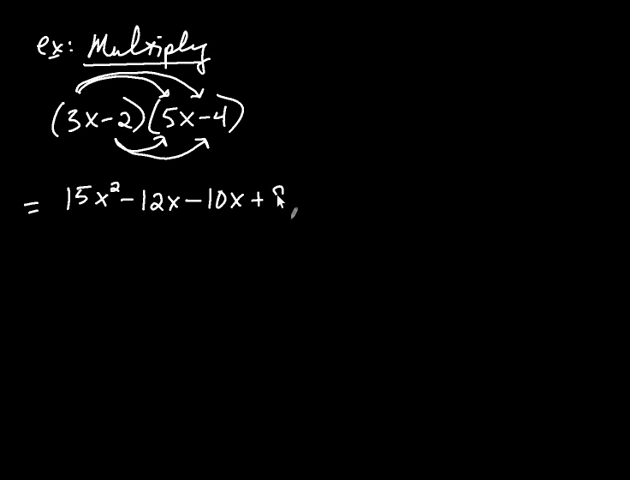 ex: Multiply
(3x-2)(5x-4)
= 15x²-12x-10x+